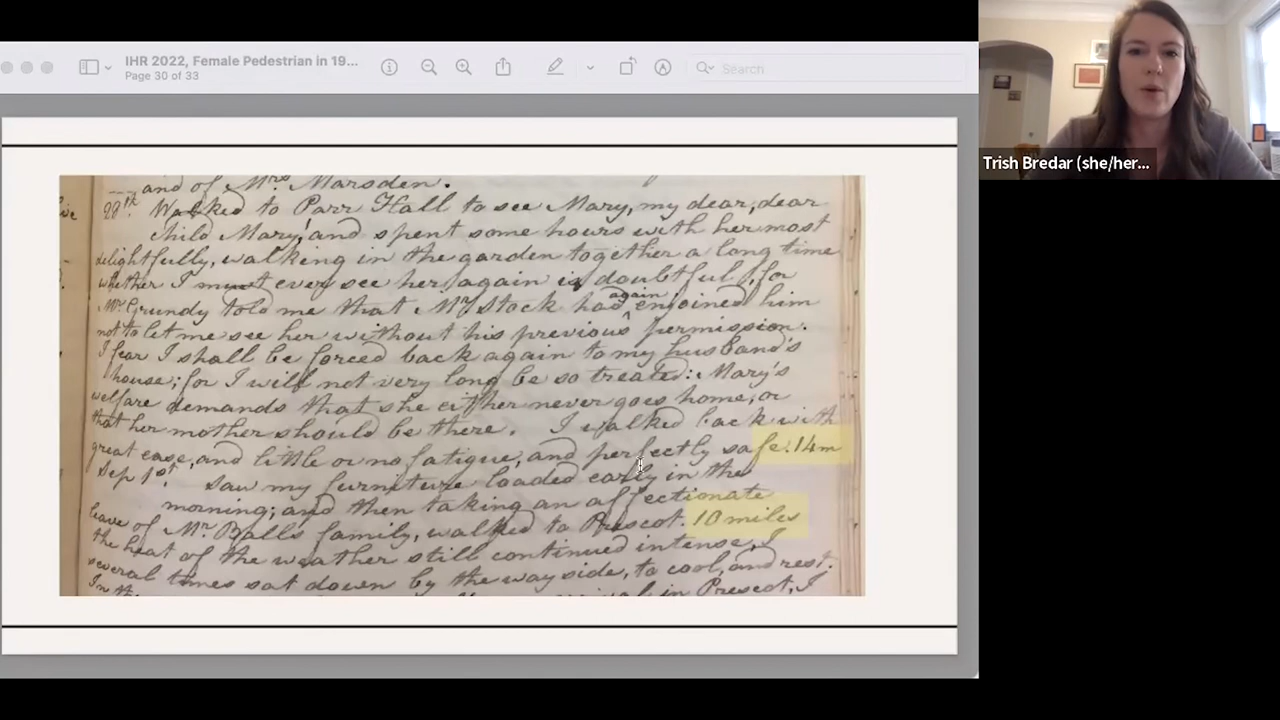 IHR 2022, Female Pedestrian in 19...
Page 30 of 33
Search
Trish Bredar (she/her...
and of Mrs Marsden.
28th. Walked to Parr Hall to see Mary, my dear, dear
child Mary! and spent some hours with her most
delightfully, walking in the garden together a long time
whether I must ever see her again is doubtful, for
again
Mr Grundy told me that Mr Stock had enjoined him
not to let me see her without his previous permission.
I fear I shall be forced back again to my husband's
house; for I will not very long be so treated: Mary's
welfare demands that she either never goes home, or
that her mother should be there. I walked back with
great ease, and little or no fatigue, and perfectly safe. 14m
Sep 1st. Saw my furniture loaded early in the
morning; and then taking an affectionate
leave of Mr Balls family, walked to Prescot. 10 miles
the heat of the weather still continued intense, I
several times sat down by the way side, to cool, and rest.
in Prescot, I